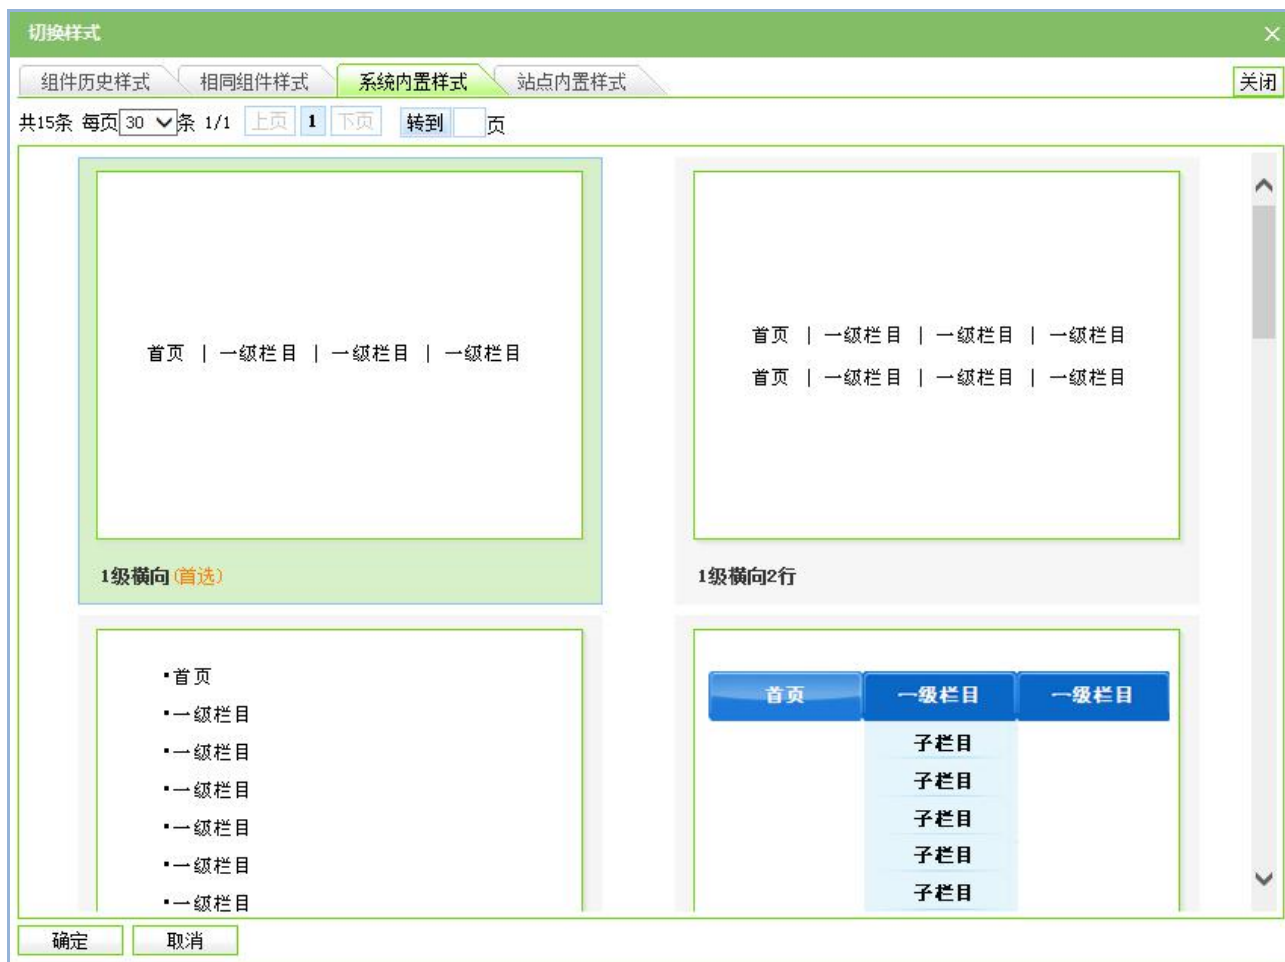 切换样式
组件历史样式 相同组件样式 系统内置样式 站点内置样式 关闭
共15条 每页 30 条 1/1 上页 1 下页 转到 页
首页 | 一级栏目 | 一级栏目 | 一级栏目
1级横向(首选)
首页 | 一级栏目 | 一级栏目 | 一级栏目
首页 | 一级栏目 | 一级栏目 | 一级栏目
1级横向2行
▪首页
▪一级栏目
▪一级栏目
▪一级栏目
▪一级栏目
▪一级栏目
▪一级栏目
首页 一级栏目 一级栏目
子栏目
子栏目
子栏目
子栏目
子栏目
确定 取消